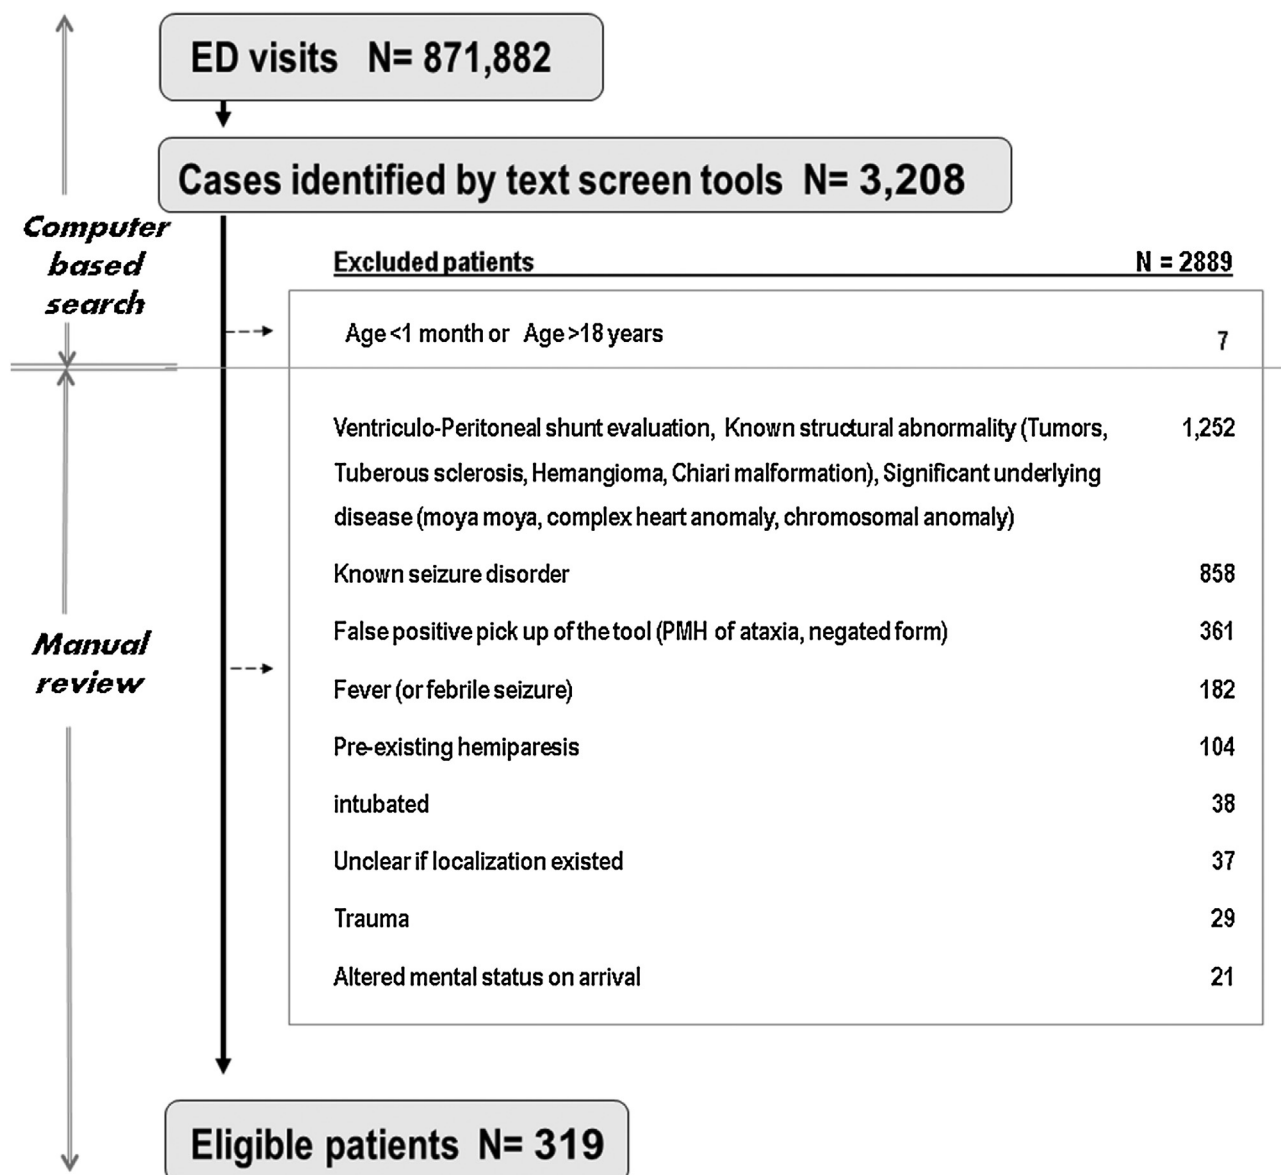 ED visits N= 871,882
Cases identified by text screen tools N= 3,208
Computer
based
search
Excluded patients N = 2889
Age <1 month or Age >18 years 7
Ventriculo-Peritoneal shunt evaluation, Known structural abnormality (Tumors, 1,252
Tuberous sclerosis, Hemangioma, Chiari malformation), Significant underlying
disease (moya moya, complex heart anomaly, chromosomal anomaly)
Known seizure disorder 858
False positive pick up of the tool (PMH of ataxia, negated form) 361
Manual
review
Fever (or febrile seizure) 182
Pre-existing hemiparesis 104
intubated 38
Unclear if localization existed 37
Trauma 29
Altered mental status on arrival 21
Eligible patients N= 319